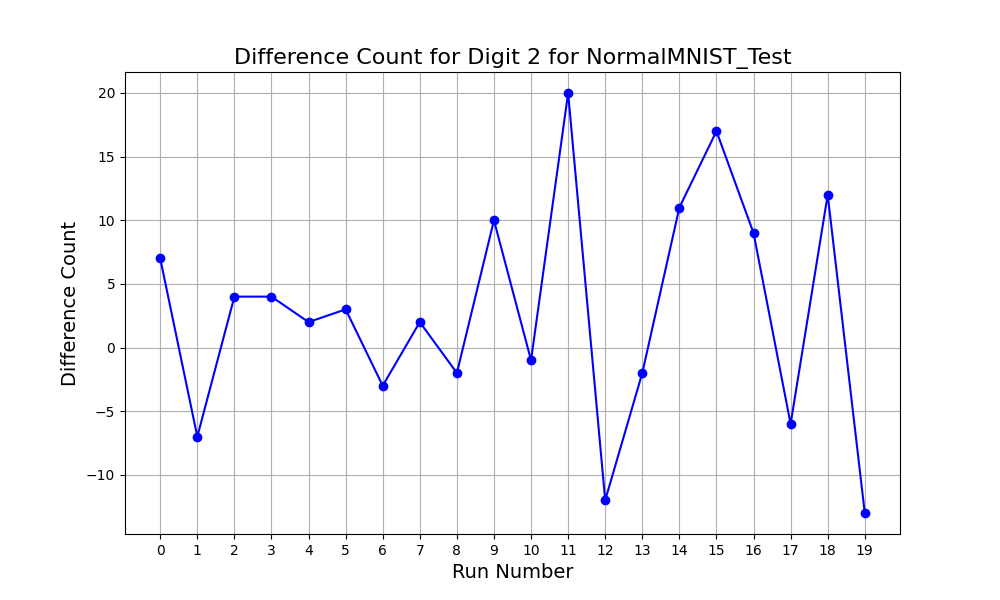 Difference Count for Digit 2 for NormalMNIST_Test
Difference Count
20
15
10
5
0
−5
−10
0 1 2 3 4 5 6 7 8 9 10 11 12 13 14 15 16 17 18 19
Run Number